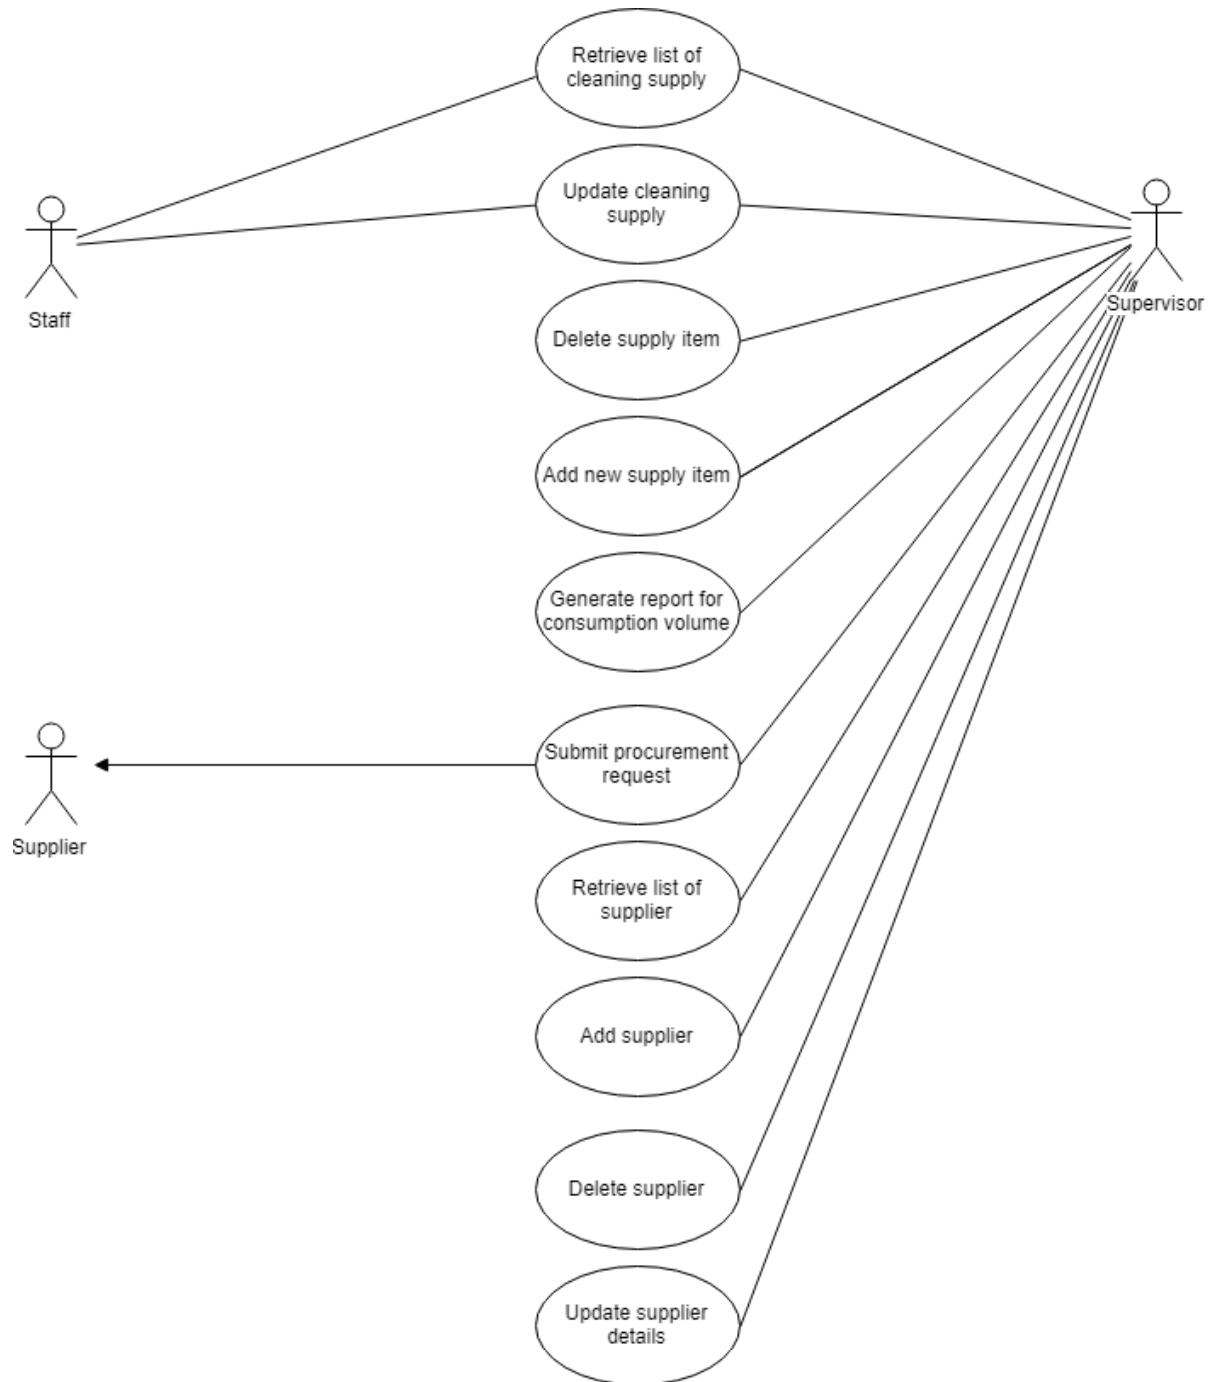 Retrieve list of
cleaning supply
Update cleaning
supply
Staff
Supervisor
Delete supply item
Add new supply item
Generate report for
consumption volume
Submit procurement
request
Supplier
Retrieve list of
supplier
Add supplier
Delete supplier
Update supplier
details